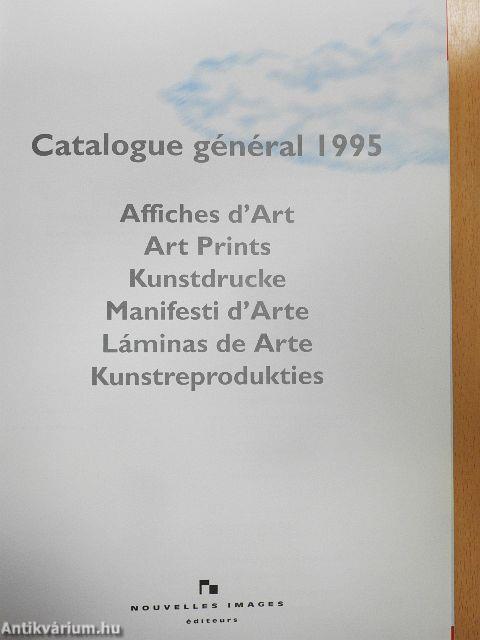 Catalogue général 1995
Affiches d'Art
Art Prints
Kunstdrucke
Manifesti d'Arte
Láminas de Arte
Kunstreprodukties
NOUVELLES IMAGES
éditeurs
Antikvárium.hu